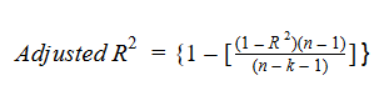 Adjusted R² = {1 – [(1 – R²)(n – 1) / (n – k – 1)]}